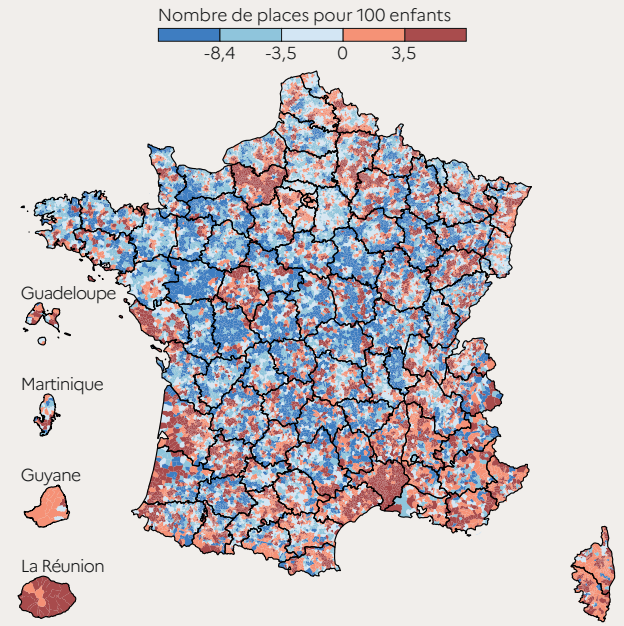 Nombre de places pour 100 enfants
-8,4 -3,5 0 3,5
Guadeloupe
Martinique
Guyane
La Réunion